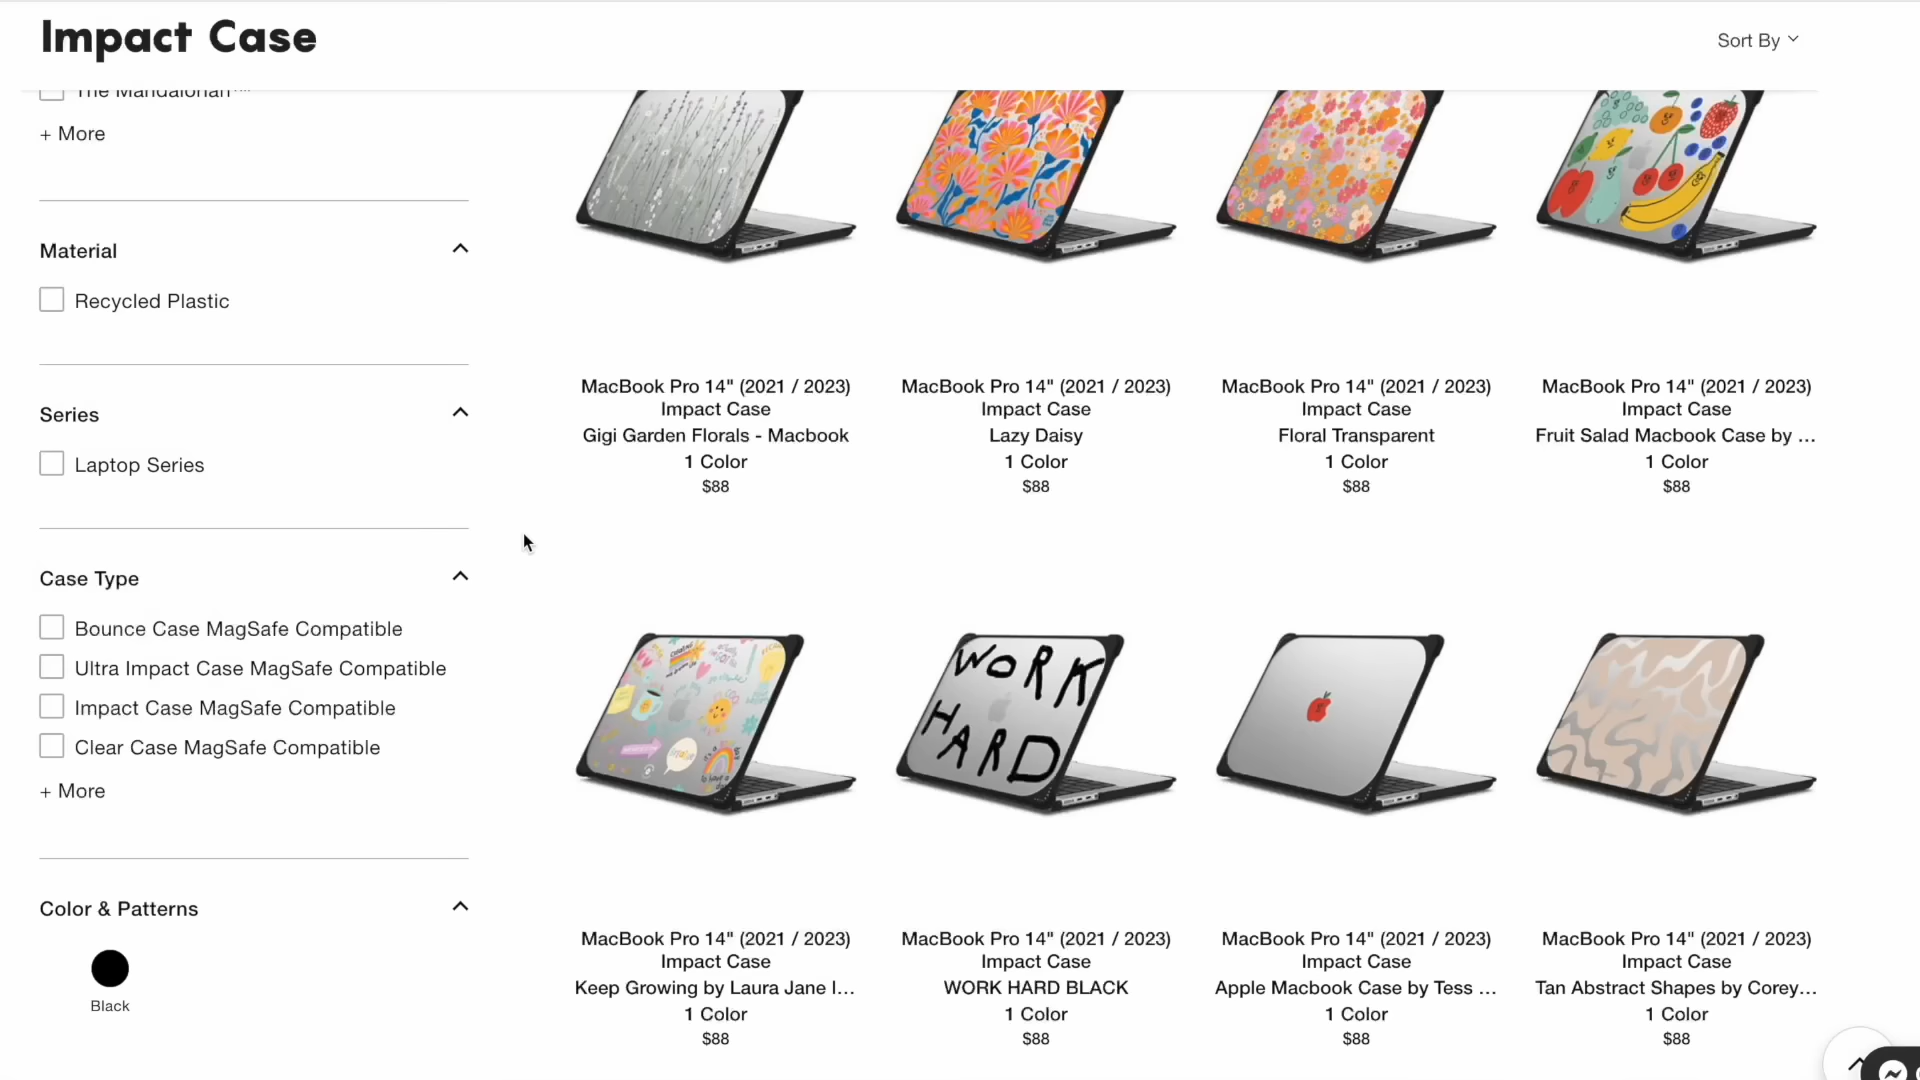 Impact Case
Sort By
The Mandalorian™
+ More
Material
Recycled Plastic
Series
Laptop Series
Case Type
Bounce Case MagSafe Compatible
Ultra Impact Case MagSafe Compatible
Impact Case MagSafe Compatible
Clear Case MagSafe Compatible
+ More
Color & Patterns
Black
MacBook Pro 14" (2021 / 2023)
Impact Case
Gigi Garden Florals - Macbook
1 Color
$88
MacBook Pro 14" (2021 / 2023)
Impact Case
Lazy Daisy
1 Color
$88
MacBook Pro 14" (2021 / 2023)
Impact Case
Floral Transparent
1 Color
$88
MacBook Pro 14" (2021 / 2023)
Impact Case
Fruit Salad Macbook Case by ...
1 Color
$88
MacBook Pro 14" (2021 / 2023)
Impact Case
Keep Growing by Laura Jane I...
1 Color
$88
WORK
HARD
MacBook Pro 14" (2021 / 2023)
Impact Case
WORK HARD BLACK
1 Color
$88
MacBook Pro 14" (2021 / 2023)
Impact Case
Apple Macbook Case by Tess ...
1 Color
$88
MacBook Pro 14" (2021 / 2023)
Impact Case
Tan Abstract Shapes by Corey...
1 Color
$88